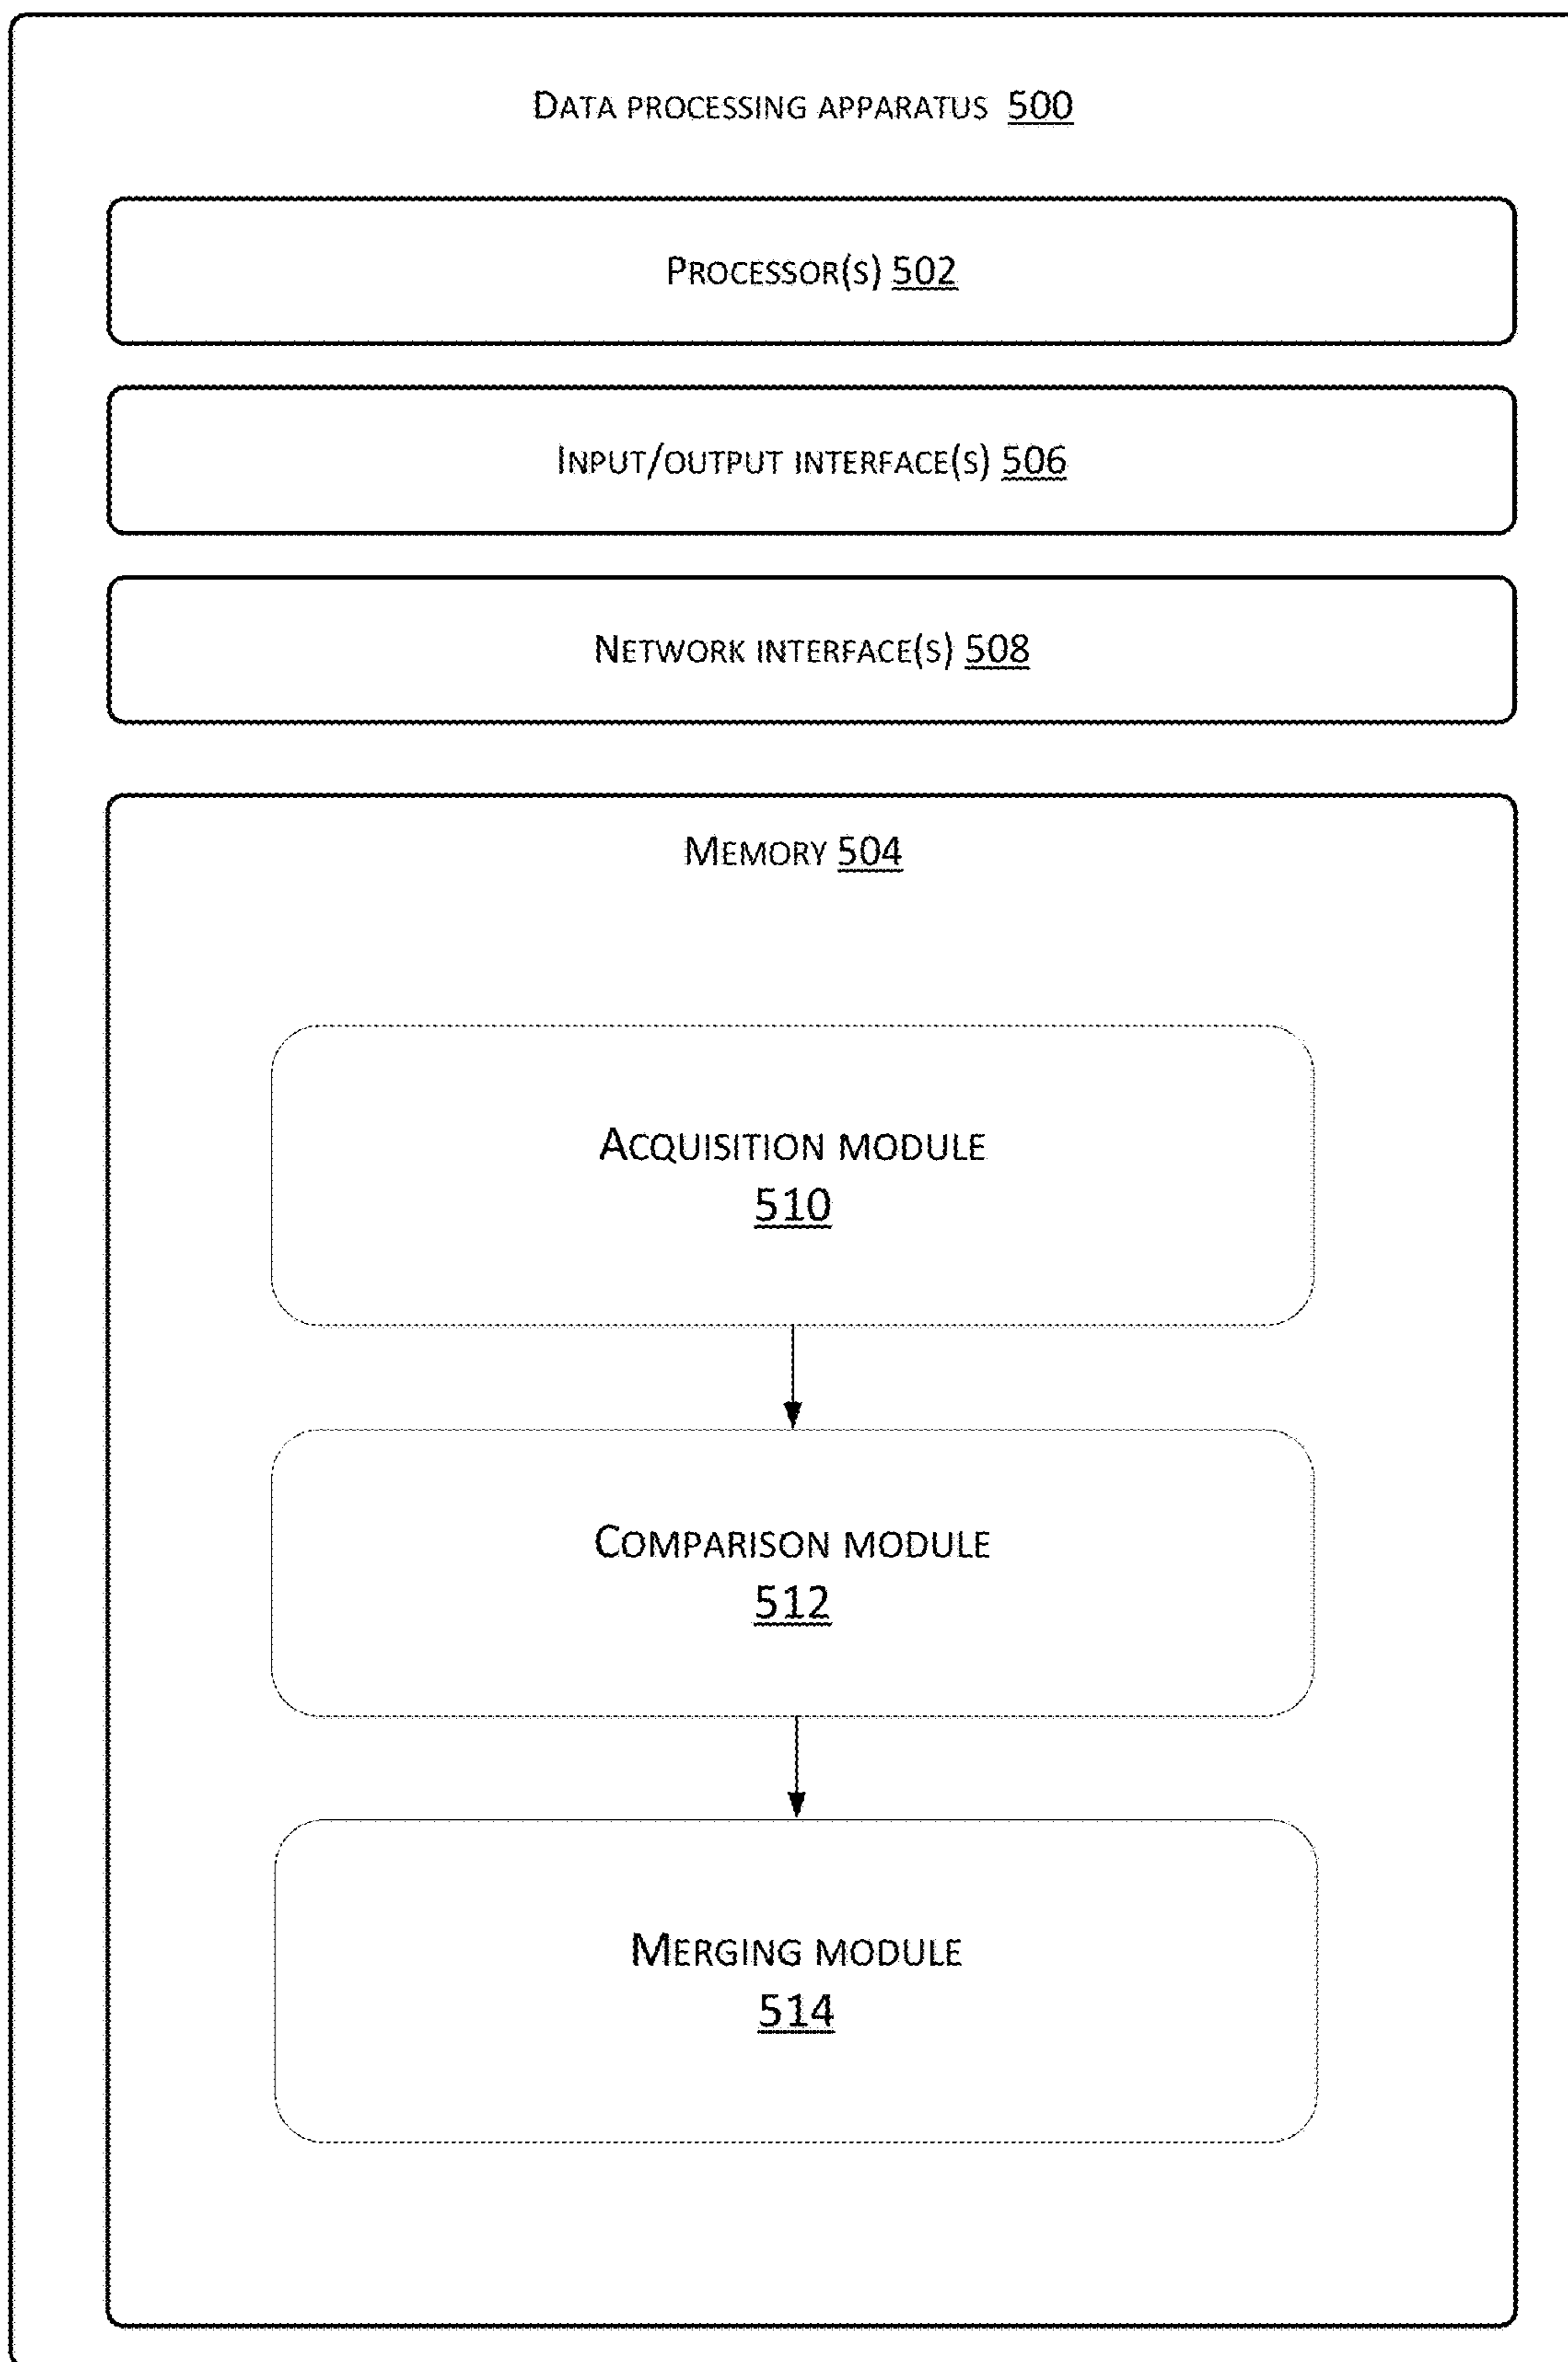 DATA PROCESSING APPARATUS 500
PROCESSOR(S) 502
INPUT/OUTPUT INTERFACE(S) 506
NETWORK INTERFACE(S) 508
MEMORY 504
ACQUISITION MODULE
510
COMPARISON MODULE
512
MERGING MODULE
514